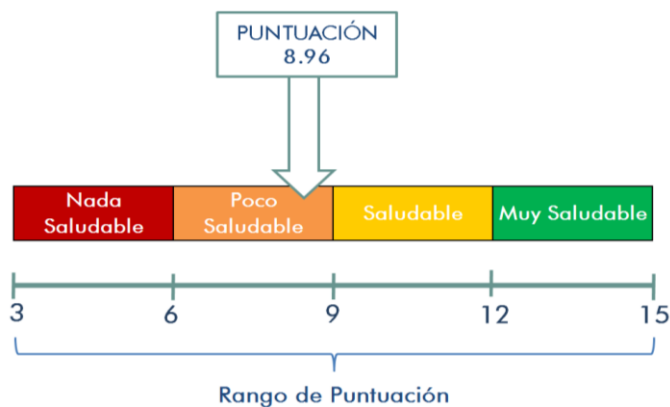 PUNTUACIÓN
8.96
Nada
Saludable
Poco
Saludable
Saludable
Muy Saludable
3
6
9
12
15
Rango de Puntuación